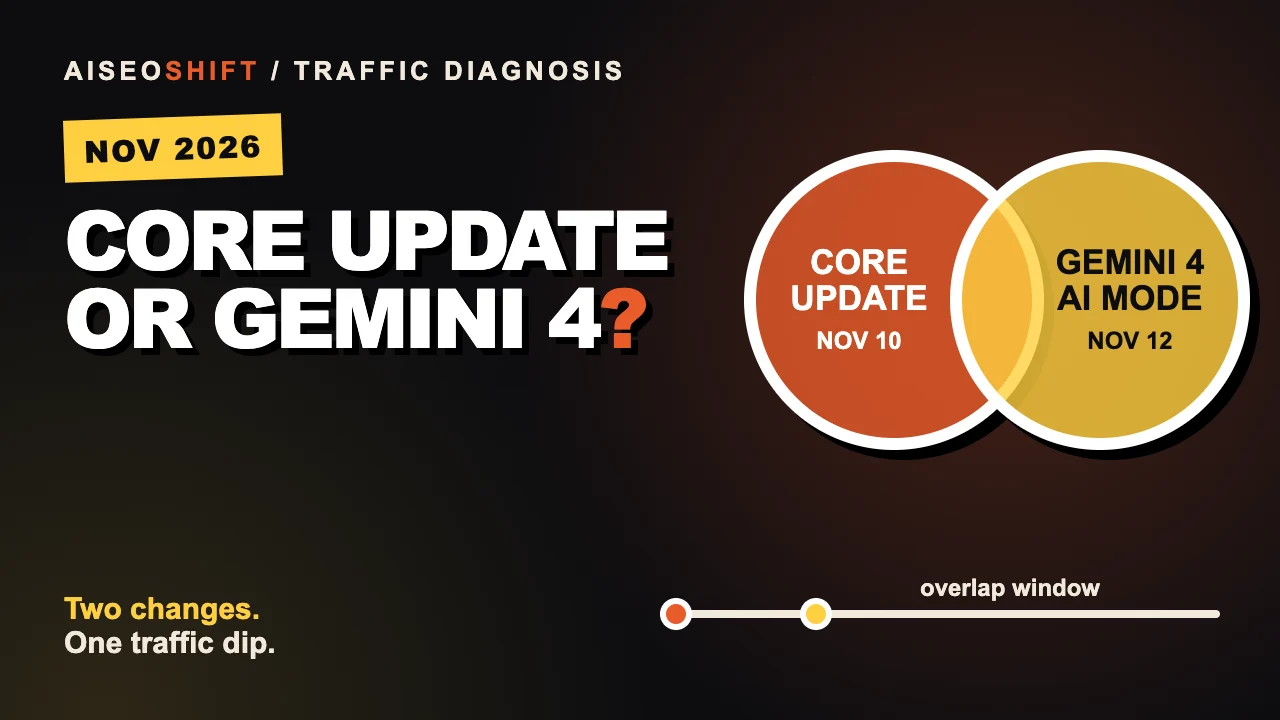 AISEOSHIFT / TRAFFIC DIAGNOSIS
NOV 2026
CORE UPDATE
OR GEMINI 4?
CORE
UPDATE
NOV 10
GEMINI 4
AI MODE
NOV 12
overlap window
Two changes.
One traffic dip.